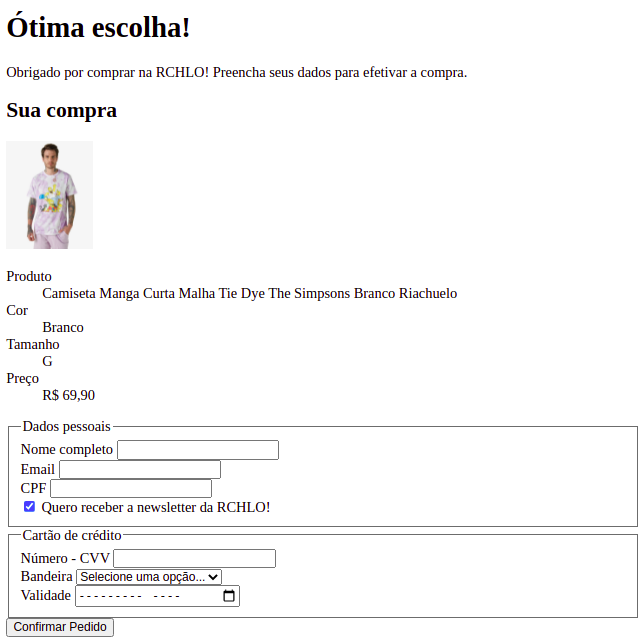 Ótima escolha!
Obrigado por comprar na RCHLO! Preencha seus dados para efetivar a compra.
Sua compra
Produto
Camiseta Manga Curta Malha Tie Dye The Simpsons Branco Riachuelo
Cor
Branco
Tamanho
G
Preço
R$ 69,90
Dados pessoais
Nome completo
Email
CPF
Quero receber a newsletter da RCHLO!
Cartão de crédito
Número - CVV
Bandeira Selecione uma opção...
Validade --------- ----
Confirmar Pedido